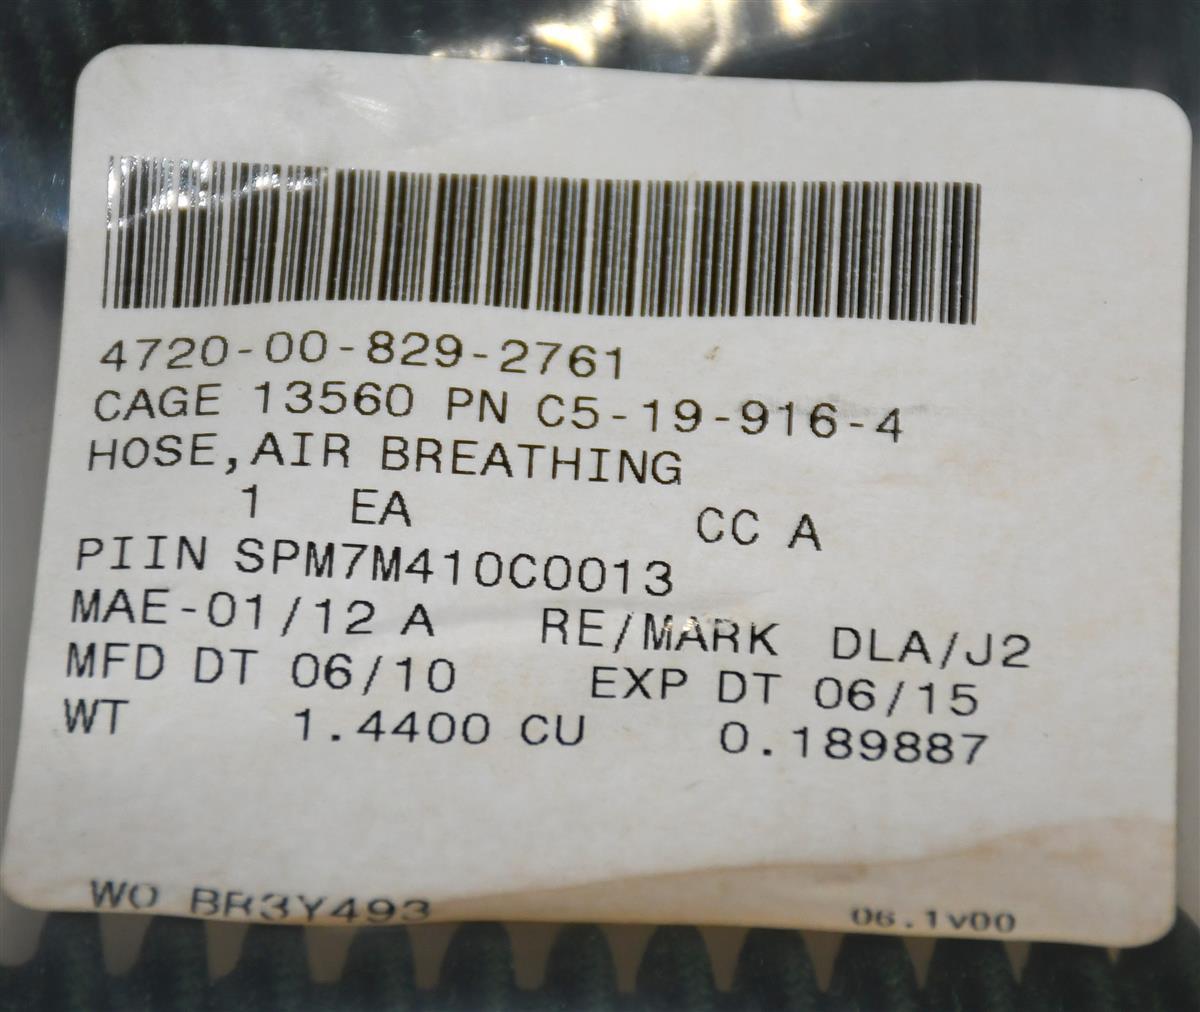 4720-00-829-2761
CAGE 13560 PN C5-19-916-4
HOSE,AIR BREATHING
1 EA CC A
PIIN SPM7M410C0013
MAE-01/12 A RE/MARK DLA/J2
MFD DT 06/10 EXP DT 06/15
WT 1.4400 CU 0.189887
WO BR3Y493 06.1V00